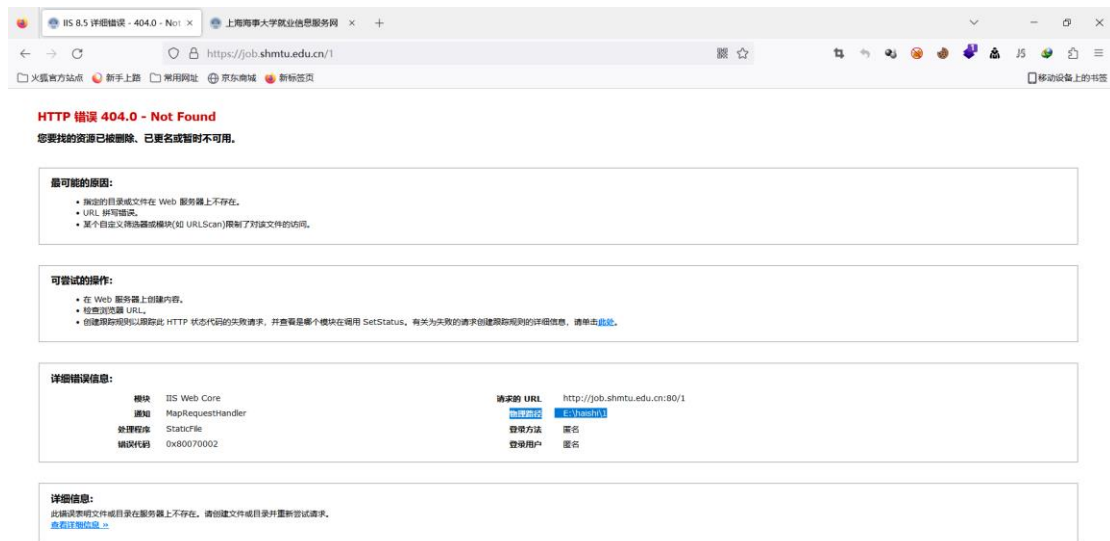 IIS 8.5 详细错误 - 404.0 - Not
上海海事大学就业信息服务网
https://job.shmtu.edu.cn/1
火狐官方站点 新手上路 常用网址 京东商城 新标签页 移动设备上的书签
HTTP 错误 404.0 - Not Found
您要找的资源已被删除、已更名或暂时不可用。
最可能的原因:
• 指定的目录或文件在 Web 服务器上不存在。
• URL 拼写错误。
• 某个自定义筛选器或模块(如 URLScan)限制了对该文件的访问。
可尝试的操作:
• 在 Web 服务器上创建内容。
• 检查浏览器 URL。
• 创建跟踪规则以跟踪此 HTTP 状态代码的失败请求，并查看是哪个模块在调用 SetStatus。有关为失败的请求创建跟踪规则的详细信息，请单击此处。
详细错误信息:
模块 IIS Web Core 请求的 URL http://job.shmtu.edu.cn:80/1
通知 MapRequestHandler 物理路径 E:\haishi\1
处理程序 StaticFile 登录方法 匿名
错误代码 0x80070002 登录用户 匿名
详细信息:
此错误表明文件或目录在服务器上不存在。请创建文件或目录并重新尝试请求。
查看详细信息 »